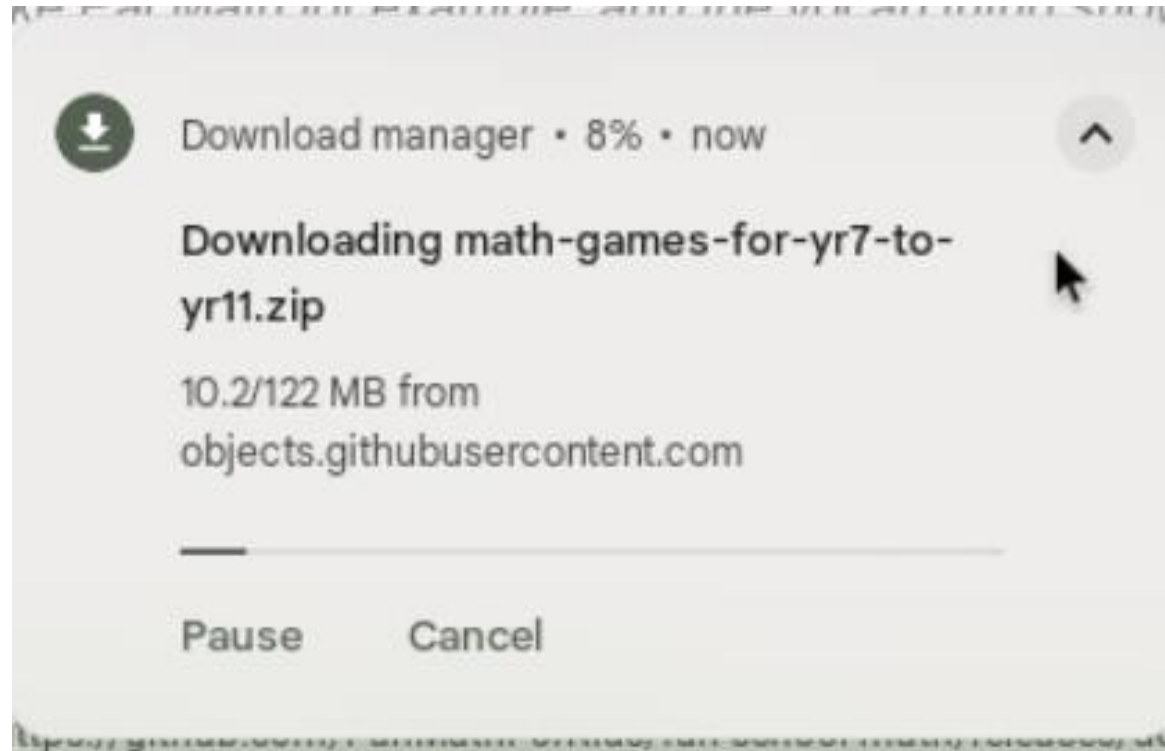 Download manager • 8% • now
Downloading math-games-for-yr7-to-
yr11.zip
10.2/122 MB from
objects.githubusercontent.com
Pause
Cancel